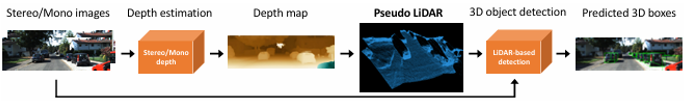 Stereo/Mono images
Depth estimation
Depth map
Pseudo LiDAR
3D object detection
Predicted 3D boxes
Stereo/Mono
depth
LiDAR-based
detection